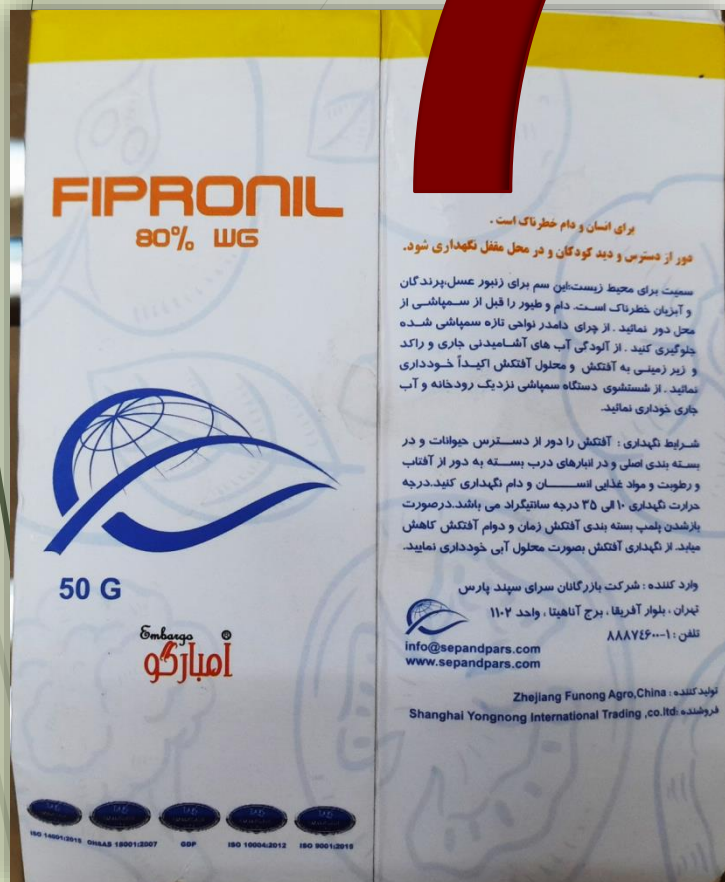 FIPRONIL
80% WG
50 G
Embargo ®
آمبارگو
ISO 14001:2015 OHSAS 18001:2007 GDP ISO 10004:2012 ISO 9001:2015
برای انسان و دام خطرناک است .
دور از دسترس و دید کودکان و در محل مقفل نگهداری شود.
سمیت برای محیط زیست:این سم برای زنبور عسل،پرندگان
و آبزیان خطرناک است. دام و طیور را قبل از سمپاشی از
محل دور نمائید . از چرای دامدر نواحی تازه سمپاشی شده
جلوگیری کنید . از آلودگی آب های آشامیدنی جاری و راکد
و زیر زمینی به آفتکش و محلول آفتکش اکیداً خودداری
نمائید . از شستشوی دستگاه سمپاشی نزدیک رودخانه و آب
جاری خوداری نمائید.
شرایط نگهداری : آفتکش را دور از دسترس حیوانات و در
بسته بندی اصلی و در انبارهای درب بسته به دور از آفتاب
و رطوبت و مواد غذایی انسان و دام نگهداری کنید.درجه
حرارت نگهداری ۱۰ الی ۳۵ درجه سانتیگراد می باشد.درصورت
بازشدن پلمپ بسته بندی آفتکش زمان و دوام آفتکش کاهش
میابد. از نگهداری آفتکش بصورت محلول آبی خودداری نمایید.
وارد کننده : شرکت بازرگانان سرای سپند پارس
تهران ، بلوار آفریقا ، برج آناهیتا ، واحد ۱۱۰۲
تلفن : ۱-۸۸۸۷٤۶۰۰
info@sepandpars.com
www.sepandpars.com
تولید کننده : Zhejiang Funong Agro,China
فروشنده :Shanghai Yongnong International Trading ,co.ltd